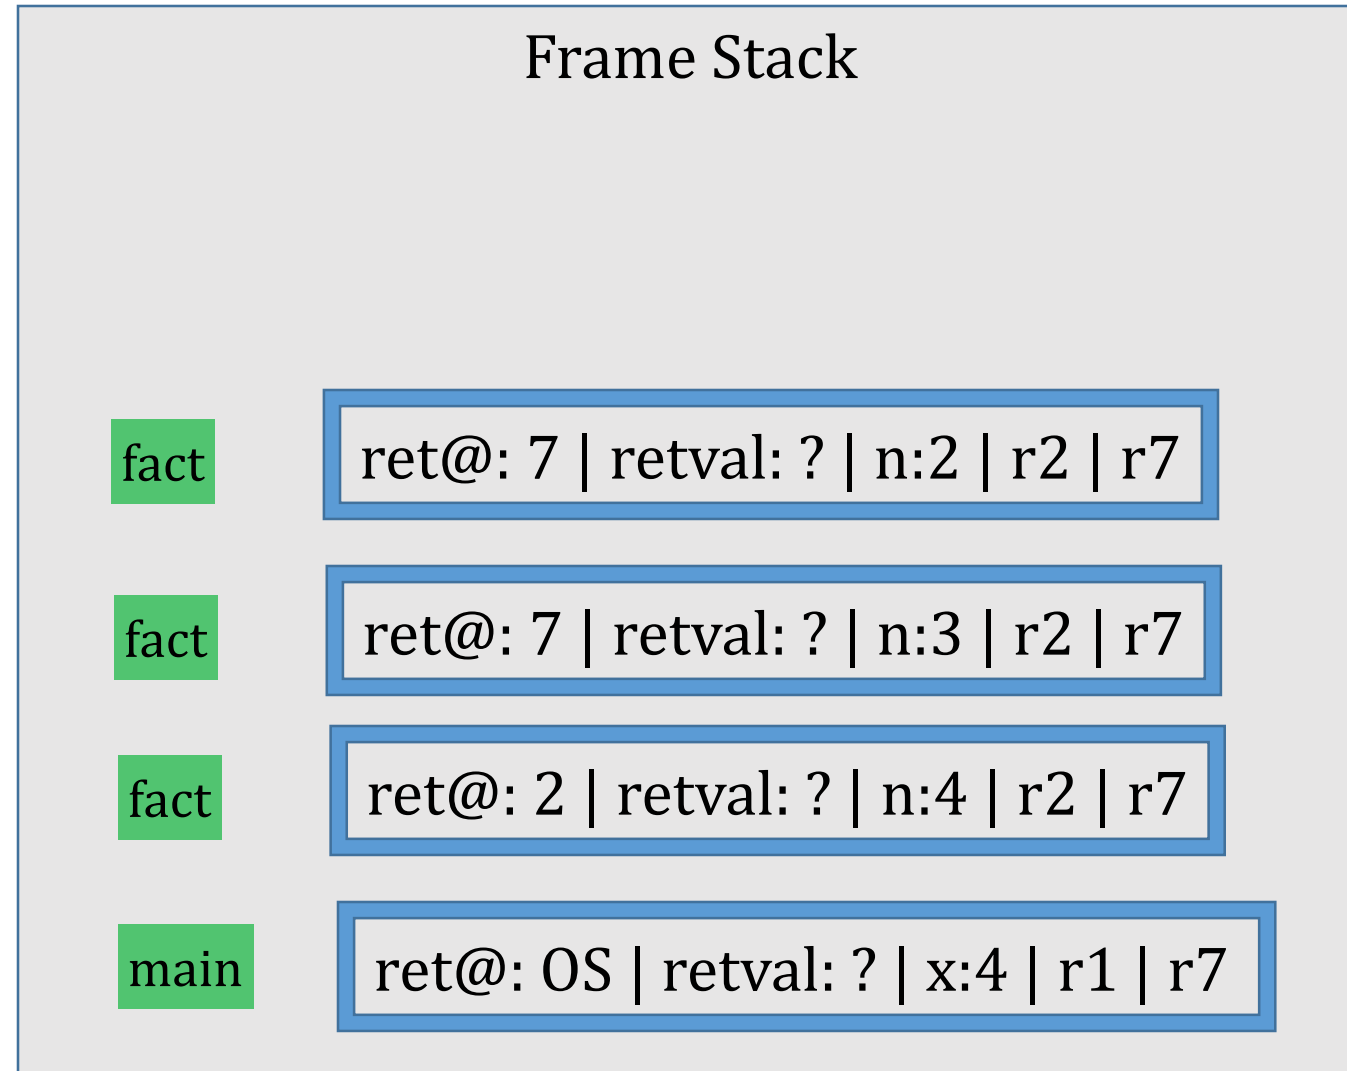 Frame Stack
fact
ret@: 7 | retval: ? | n:2 | r2 | r7
fact
ret@: 7 | retval: ? | n:3 | r2 | r7
fact
ret@: 2 | retval: ? | n:4 | r2 | r7
main
ret@: OS | retval: ? | x:4 | r1 | r7